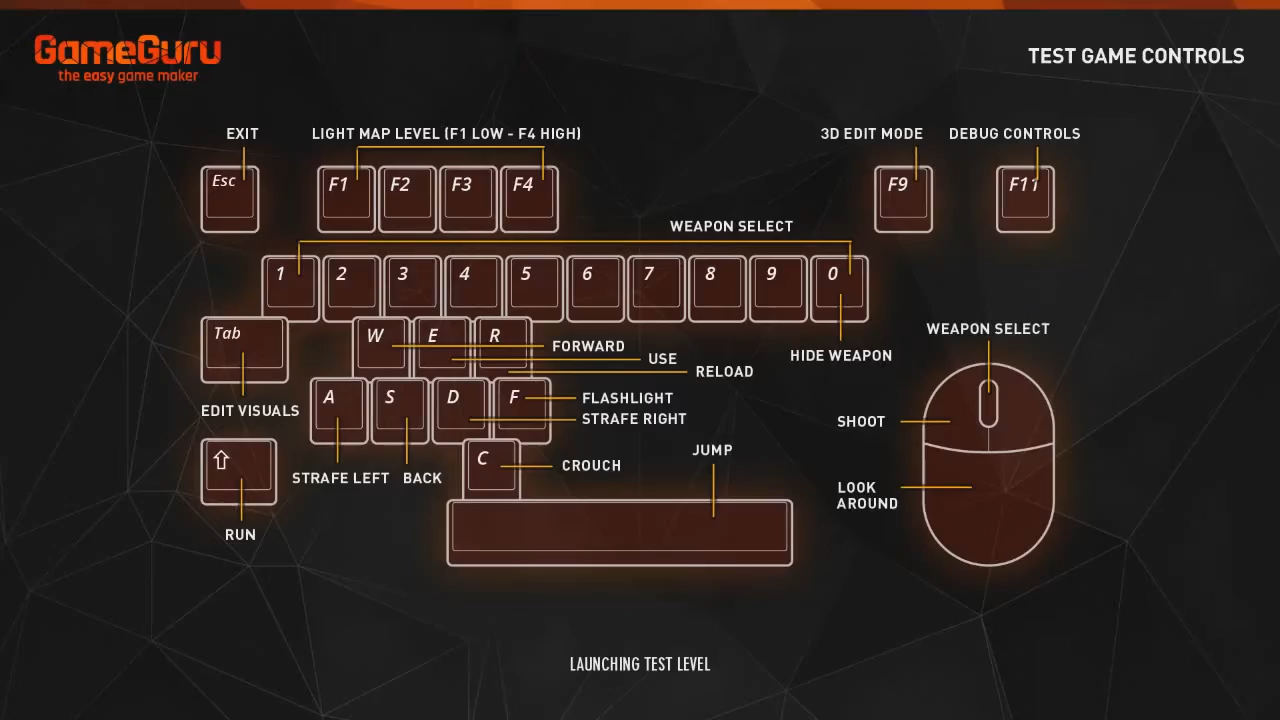 GameGuru
the easy game maker
TEST GAME CONTROLS
EXIT
LIGHT MAP LEVEL (F1 LOW - F4 HIGH)
3D EDIT MODE
DEBUG CONTROLS
Esc
F1
F2
F3
F4
F9
F11
WEAPON SELECT
1
2
3
4
5
6
7
8
9
0
Tab
W
E
R
FORWARD
USE
RELOAD
HIDE WEAPON
WEAPON SELECT
EDIT VISUALS
A
S
D
F
FLASHLIGHT
STRAFE RIGHT
SHOOT
STRAFE LEFT
BACK
C
CROUCH
JUMP
LOOK
AROUND
RUN
LAUNCHING TEST LEVEL